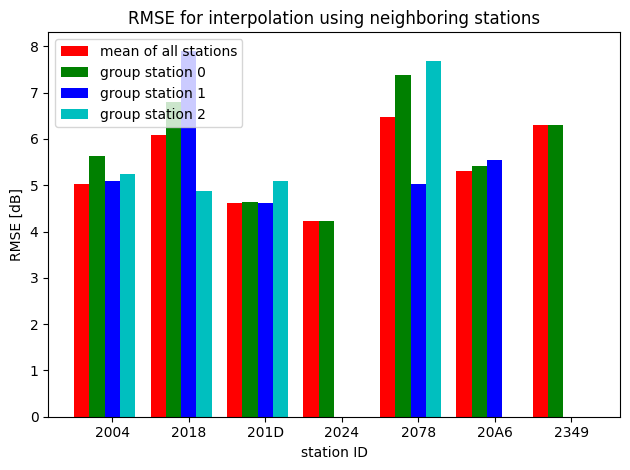 RMSE for interpolation using neighboring stations
mean of all stations
group station 0
group station 1
group station 2
RMSE [dB]
8
7
6
5
4
3
2
1
0
2004 2018 201D 2024 2078 20A6 2349
station ID